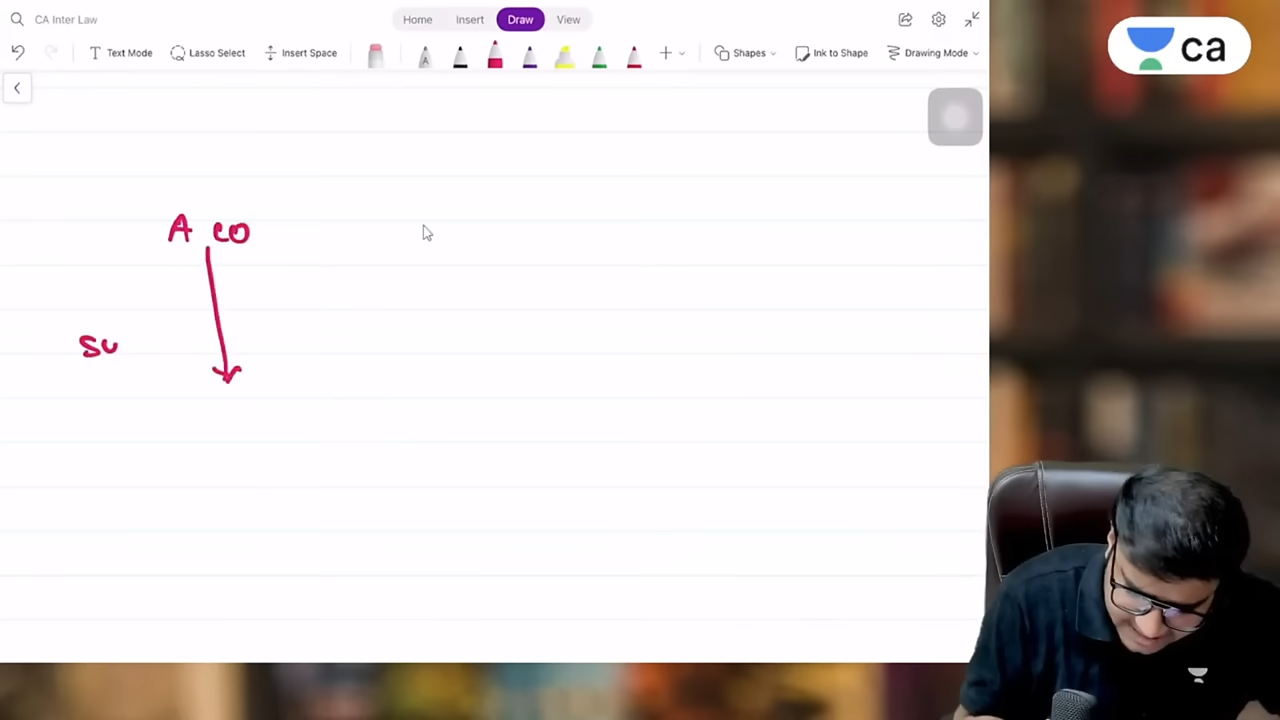 CA Inter Law
Home Insert Draw View
Text Mode Lasso Select Insert Space A Shapes Ink to Shape Drawing Mode
ca
A co
Su